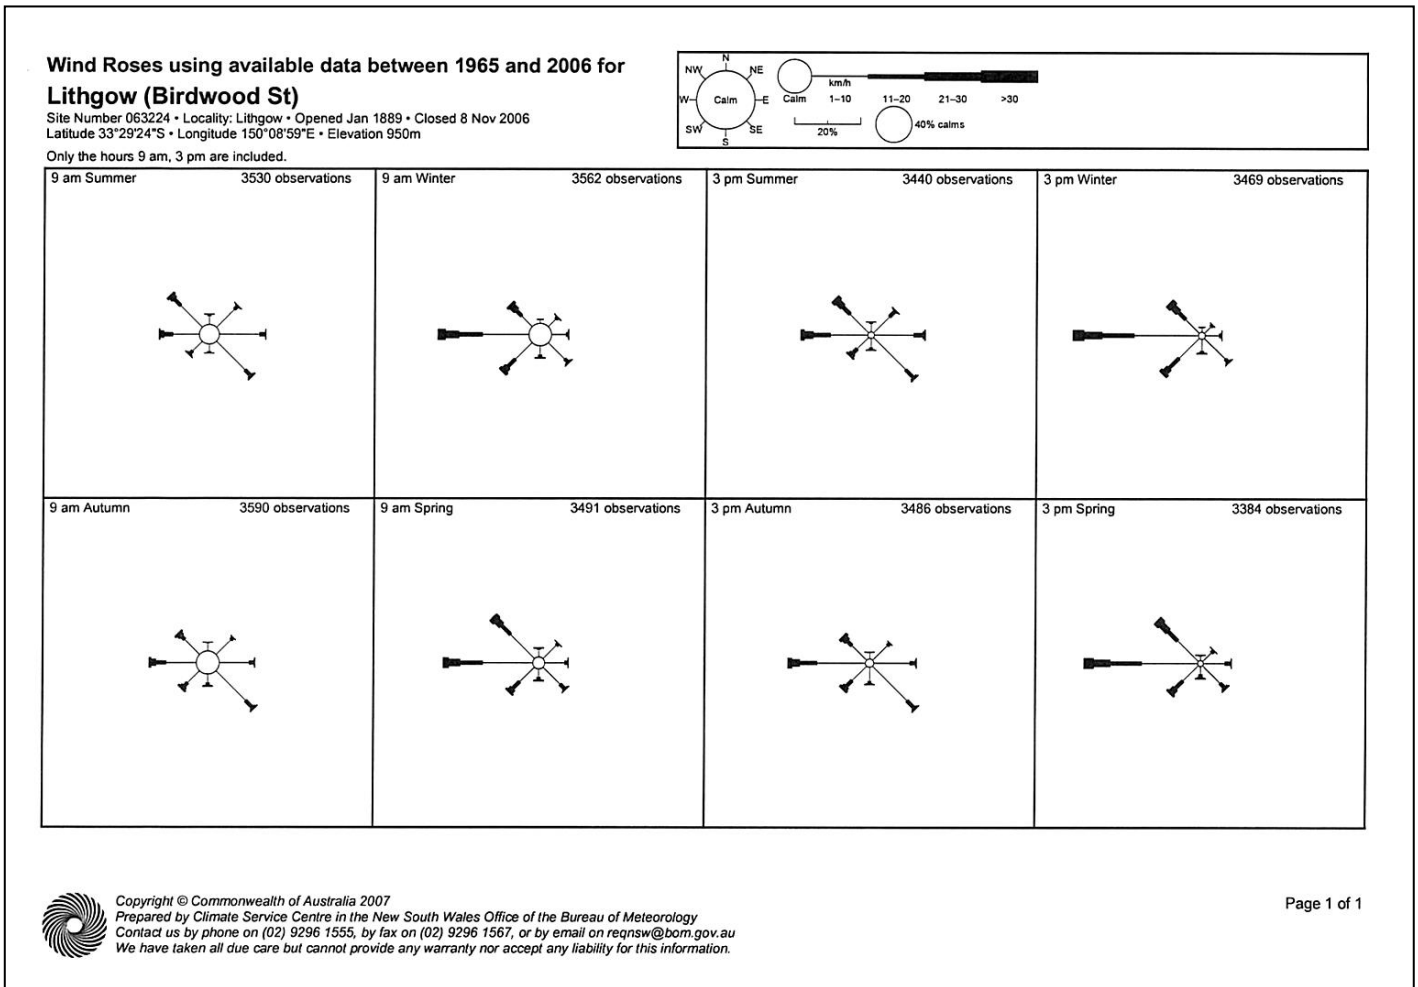 Wind Roses using available data between 1965 and 2006 for
Lithgow (Birdwood St)
Site Number 063224 • Locality: Lithgow • Opened Jan 1889 • Closed 8 Nov 2006
Latitude 33°29'24"S • Longitude 150°08'59"E • Elevation 950m
Only the hours 9 am, 3 pm are included.
N
NW NE
W Calm E
SW SE
S
km/h
Calm 1–10 11–20 21–30 >30
20%
40% calms
9 am Summer 3530 observations
9 am Winter 3562 observations
3 pm Summer 3440 observations
3 pm Winter 3469 observations
9 am Autumn 3590 observations
9 am Spring 3491 observations
3 pm Autumn 3486 observations
3 pm Spring 3384 observations
Copyright © Commonwealth of Australia 2007
Prepared by Climate Service Centre in the New South Wales Office of the Bureau of Meteorology
Contact us by phone on (02) 9296 1555, by fax on (02) 9296 1567, or by email on reqnsw@bom.gov.au
We have taken all due care but cannot provide any warranty nor accept any liability for this information.
Page 1 of 1